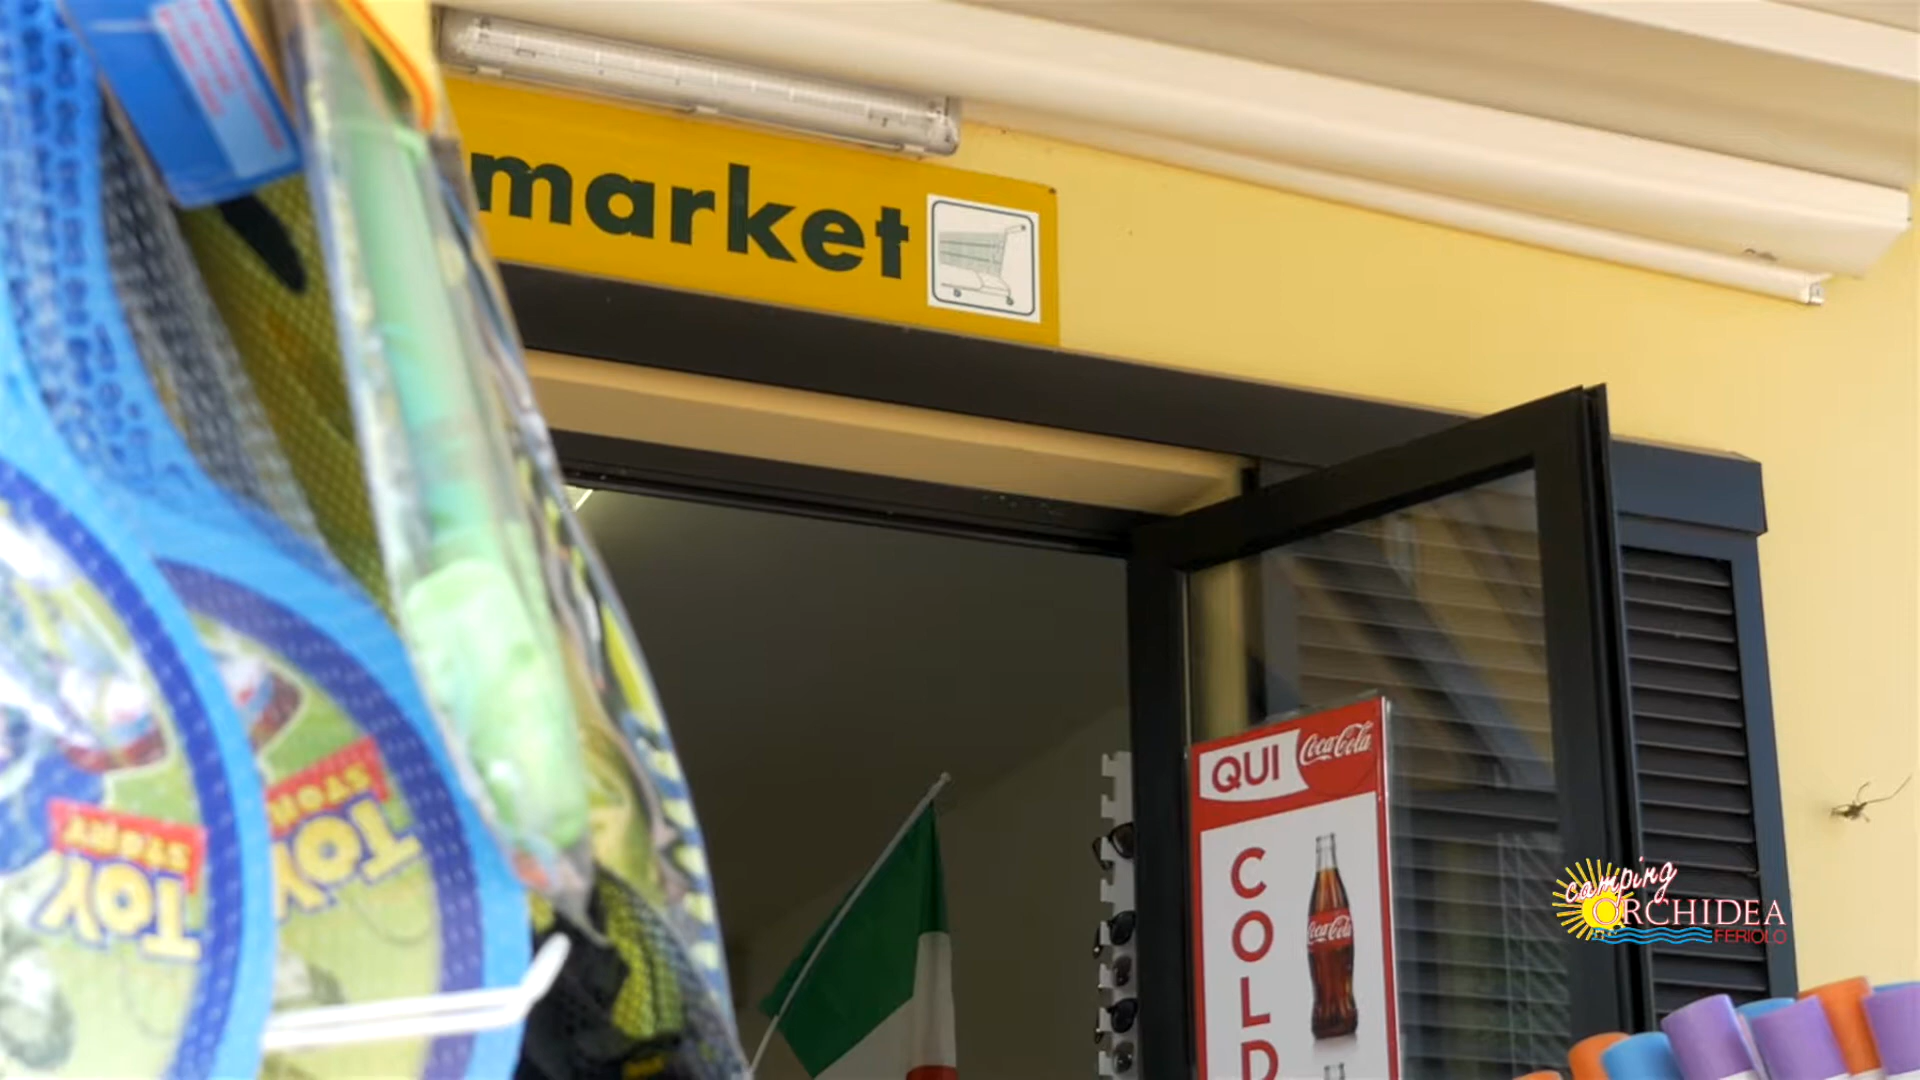 market
QUI Coca-Cola
COLD
Coca-Cola
TOY
STORY
TOY
STORY
camping
ORCHIDEA
FERIOLO